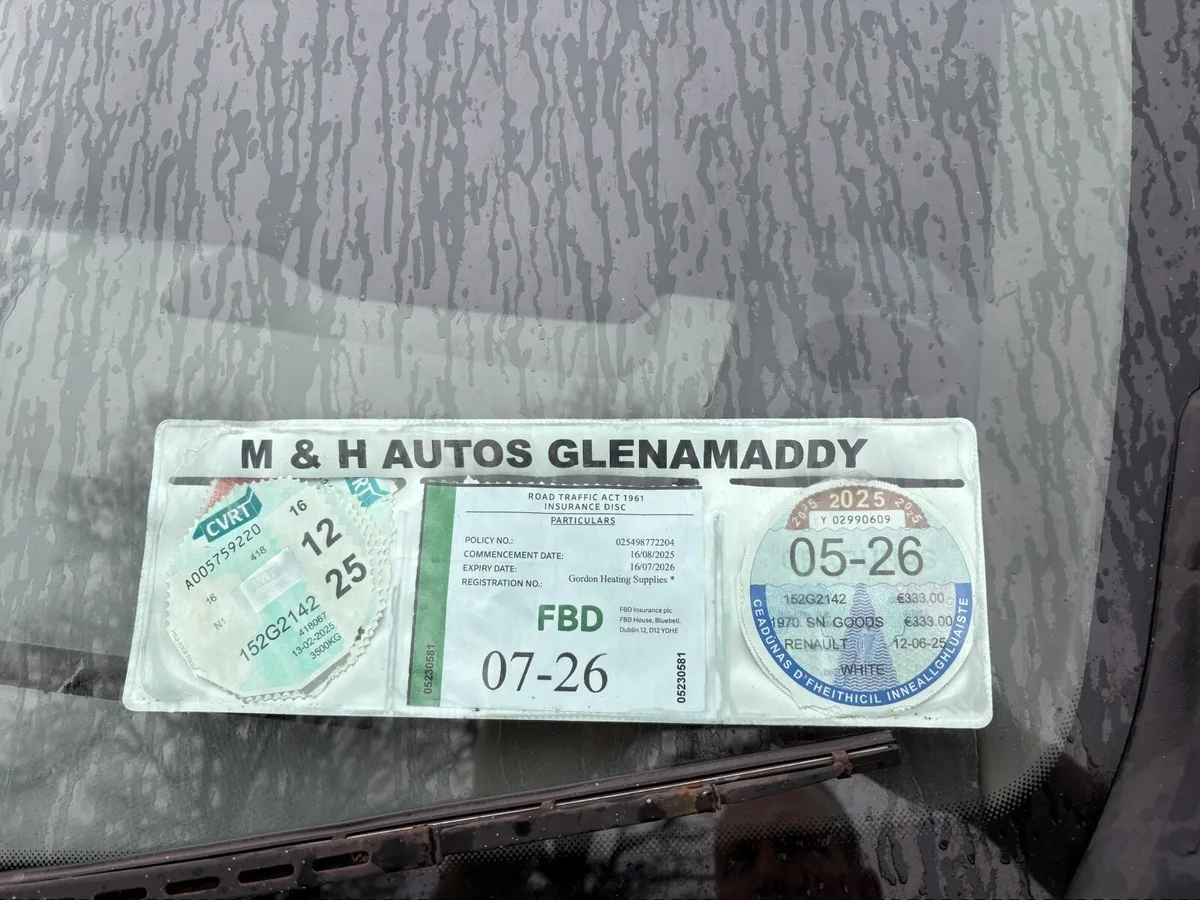 M & H AUTOS GLENAMADDY
CVRT
A005759220
16
418
12
25
16
N1
152G2142
418067
13-02-2025
3500KG
ROAD TRAFFIC ACT 1961
INSURANCE DISC
PARTICULARS
POLICY NO.: 025498772204
COMMENCEMENT DATE: 16/08/2025
EXPIRY DATE: 16/07/2026
REGISTRATION NO.: Gordon Heating Supplies *
FBD
FBD Insurance plc
FBD House, Bluebell,
Dublin 12, D12 Y0HE
07-26
05230581
05230581
2025 2025 2025
Y 02990609
05-26
152G2142 €333.00
1970 SN GOODS €333.00
RENAULT 12-06-25
WHITE
CEADÚNAS D'FHEITHICIL INNEALLGHLUAISTE